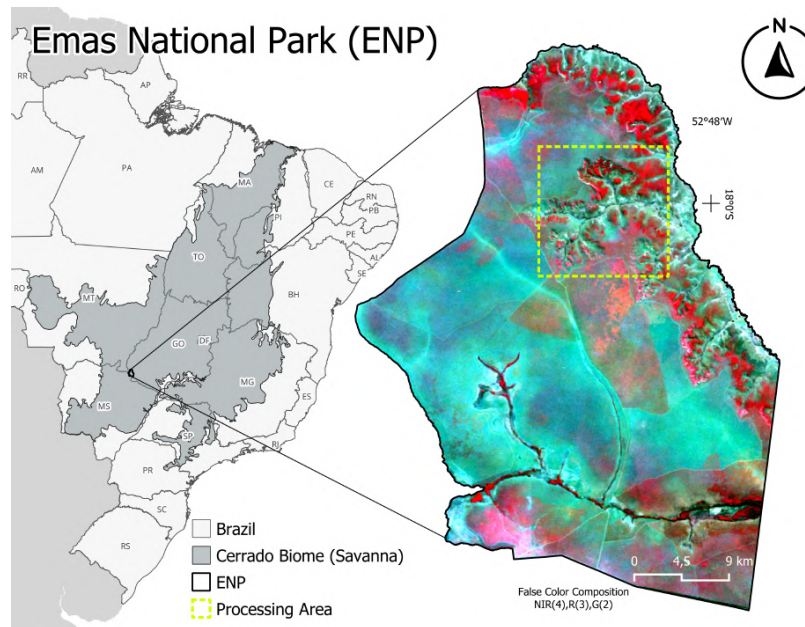 Emas National Park (ENP)
N
RR
AP
AM
PA
MA
CE
RN
PB
PI
PE
AL
SE
TO
RO
MT
BH
GO
DF
MG
ES
MS
SP
RJ
PR
SC
RS
52°48'W
18°0'S
Brazil
Cerrado Biome (Savanna)
ENP
Processing Area
0 4,5 9 km
False Color Composition
NIR(4),R(3),G(2)